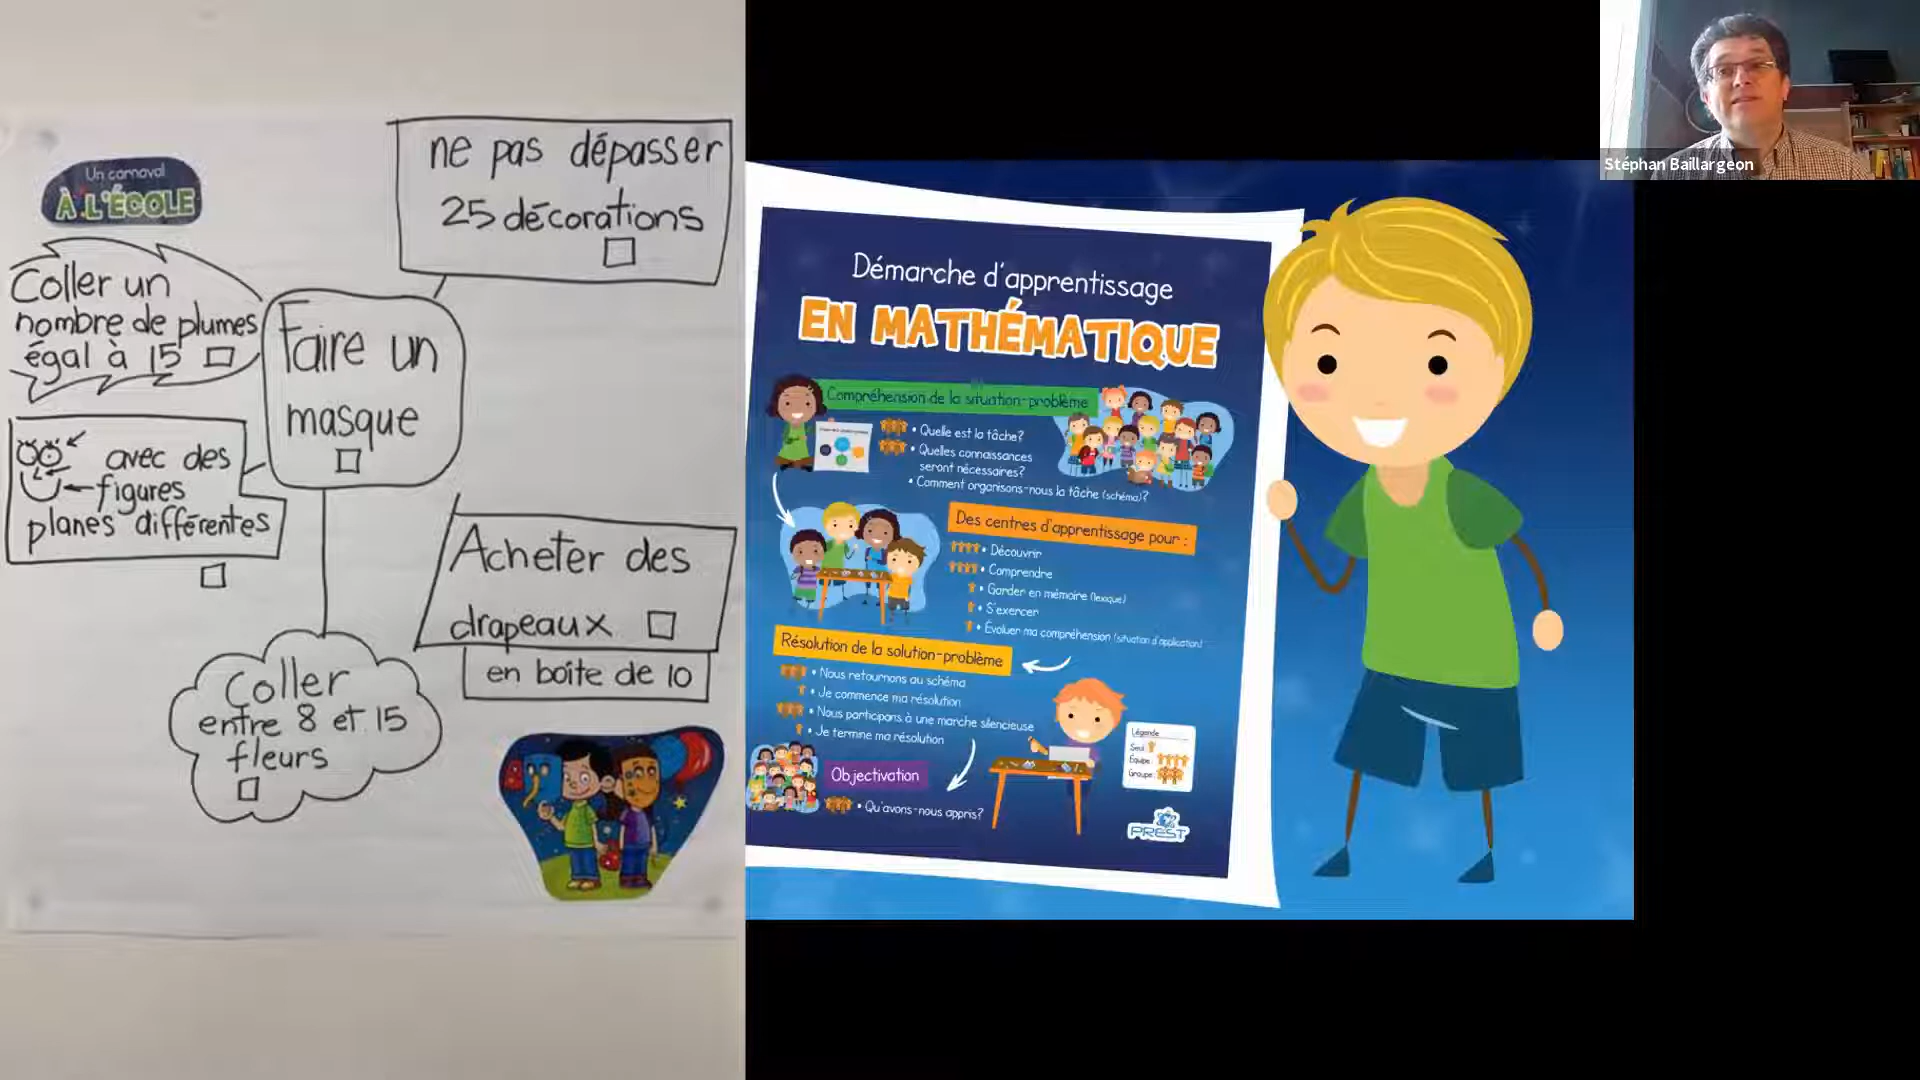 Un carnaval
À L'ÉCOLE
ne pas dépasser
25 décorations
Coller un
nombre de plumes
égal à 15
Faire un
masque
avec des
figures
planes différentes
Acheter des
drapeaux
en boîte de 10
Coller
entre 8 et 15
fleurs
Démarche d'apprentissage
EN MATHÉMATIQUE
Compréhension de la situation-problème
• Quelle est la tâche?
• Quelles connaissances
seront nécessaires?
• Comment organisons-nous la tâche (schéma)?
Des centres d'apprentissage pour :
• Découvrir
• Comprendre
• Garder en mémoire (lexique)
• S'exercer
• Évoluer ma compréhension (situation d'application)
Résolution de la solution-problème
• Nous retournons au schéma
• Je commence ma résolution
• Nous participons à une marche silencieuse
• Je termine ma résolution
Légende
Seul :
Équipe :
Groupe :
Objectivation
• Qu'avons-nous appris?
PREST
Stéphan Baillargeon